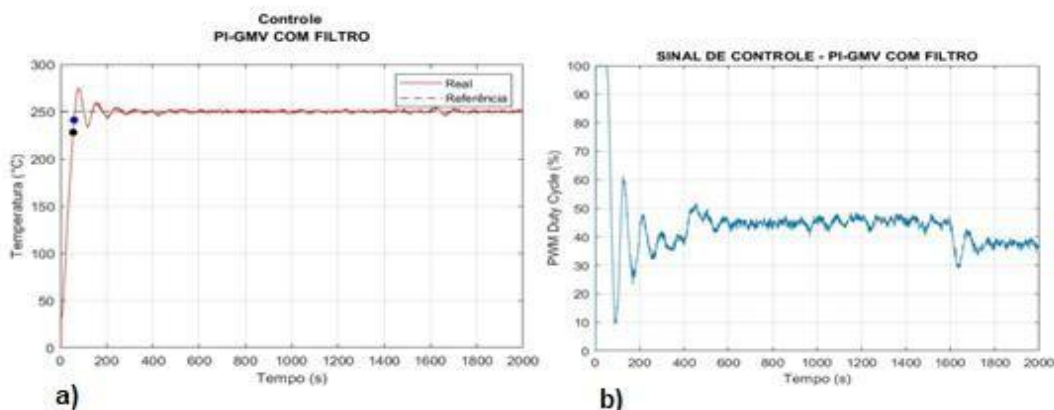 Controle
PI-GMV COM FILTRO
300
250
200
150
100
50
0
Temperatura (°C)
Real
Referência
0 200 400 600 800 1000 1200 1400 1600 1800 2000
Tempo (s)
a)
SINAL DE CONTROLE - PI-GMV COM FILTRO
100
90
80
70
60
50
40
30
20
10
0
PWM Duty Cycle (%)
0 200 400 600 800 1000 1200 1400 1600 1800 2000
Tempo (s)
b)